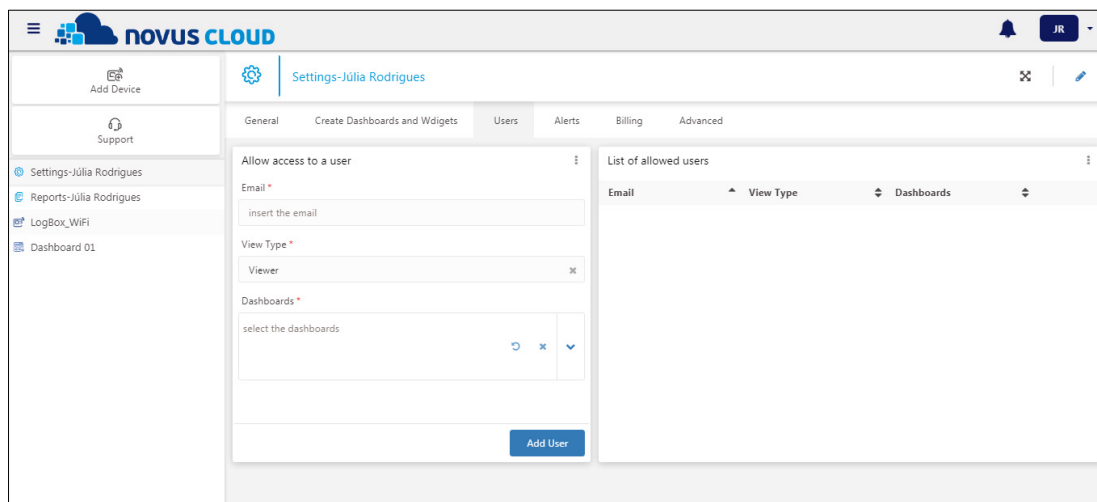 NOVUS CLOUD
JR
Add Device
Support
Settings-Júlia Rodrigues
Reports-Júlia Rodrigues
LogBox_WiFi
Dashboard 01
Settings-Júlia Rodrigues
General Create Dashboards and Wdigets Users Alerts Billing Advanced
Allow access to a user
Email *
insert the email
View Type *
Viewer
Dashboards *
select the dashboards
Add User
List of allowed users
Email View Type Dashboards